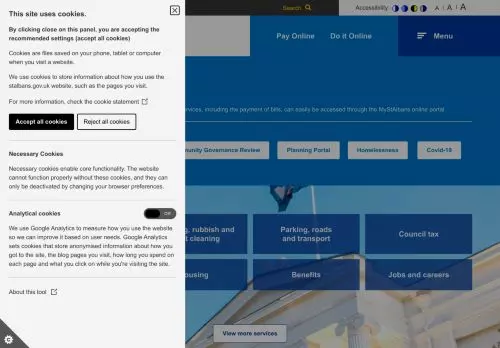 This site uses cookies.
By clicking close on this panel, you are accepting the
recommended settings (accept all cookies)
Cookies are files saved on your phone, tablet or computer
when you visit a website.
We use cookies to store information about how you use the
stalbans.gov.uk website, such as the pages you visit.
For more information, check the cookie statement
Accept all cookies
Reject all cookies
Necessary Cookies
Necessary cookies enable core functionality. The website
cannot function properly without these cookies, and they can
only be deactivated by changing your browser preferences.
Analytical cookies
Off
We use Google Analytics to measure how you use the website
so we can improve it based on user needs. Google Analytics
sets cookies that store anonymised information about how you
got to the site, the blog pages you visit, how long you spend
on each page and what you click on while you're visiting the site.
About this tool
Search
Accessibility
A A A
Pay Online
Do it Online
Menu
services, including the payment of bills, can easily be accessed through the MyStAlbans online portal
unity Governance Review
Planning Portal
Homelessness
Covid-19
g, rubbish and
t cleaning
Parking, roads
and transport
Council tax
ousing
Benefits
Jobs and careers
View more services